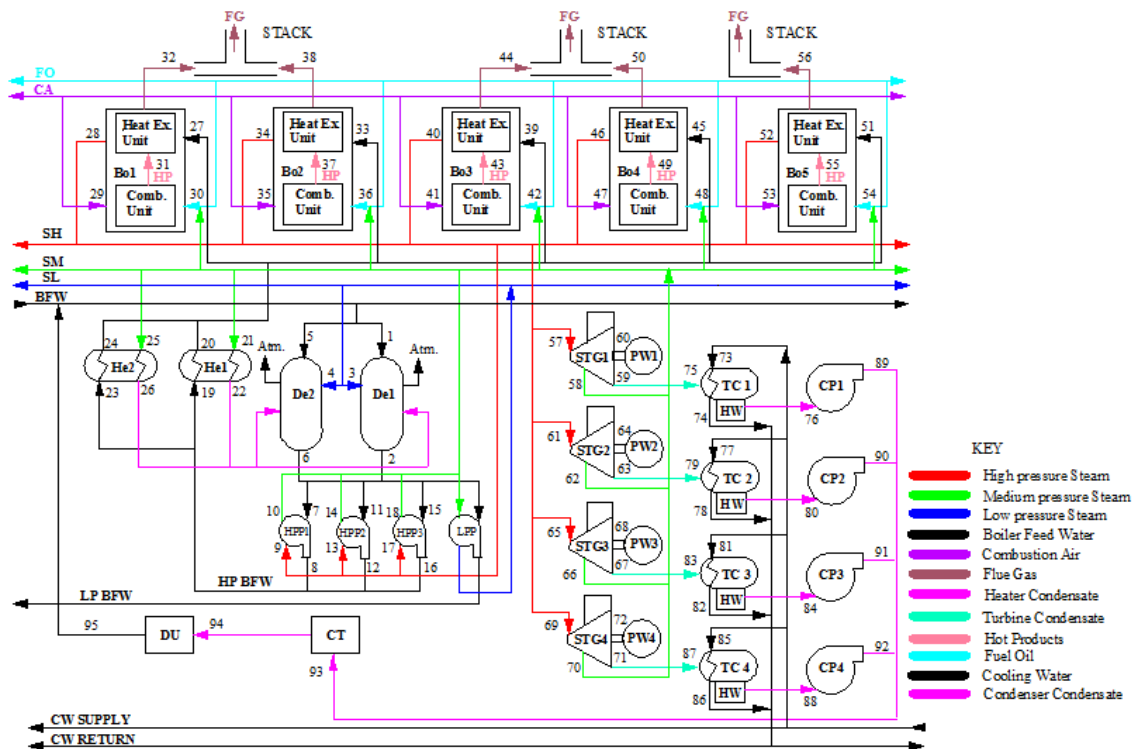 FG FG FG
STACK STACK STACK
32 38 44 50 56
FO
CA
28 Heat Ex. Unit 27 34 Heat Ex. Unit 33 40 Heat Ex. Unit 39 46 Heat Ex. Unit 45 52 Heat Ex. Unit 51
Bo1 31 HP Bo2 37 HP Bo3 43 HP Bo4 49 HP Bo5 55 HP
29 Comb. Unit 30 35 Comb. Unit 36 41 Comb. Unit 42 47 Comb. Unit 48 53 Comb. Unit 54
SH
SM
SL
BFW
24 25 20 21 Atm. 5 1 Atm.
He2 He1 4 3
23 26 19 22 De2 De1
6 2
10 7 14 11 18 15
HPP1 HPP2 HPP3 LPP
9 13 17
8 12 16
HP BFW
LP BFW
95 DU 94 CT
93
57 STG1 60 PW1
58 59
61 STG2 64 PW2
62 63
65 STG3 68 PW3
66 67
69 STG4 72 PW4
70 71
73
75 TC 1 CP1 89
74 HW 76
77
79 TC 2 CP2 90
78 HW 80
81
83 TC 3 CP3 91
82 HW 84
85
87 TC 4 CP4 92
86 HW 88
CW SUPPLY
CW RETURN
KEY
High pressure Steam
Medium pressure Steam
Low pressure Steam
Boiler Feed Water
Combustion Air
Flue Gas
Heater Condensate
Turbine Condensate
Hot Products
Fuel Oil
Cooling Water
Condenser Condensate